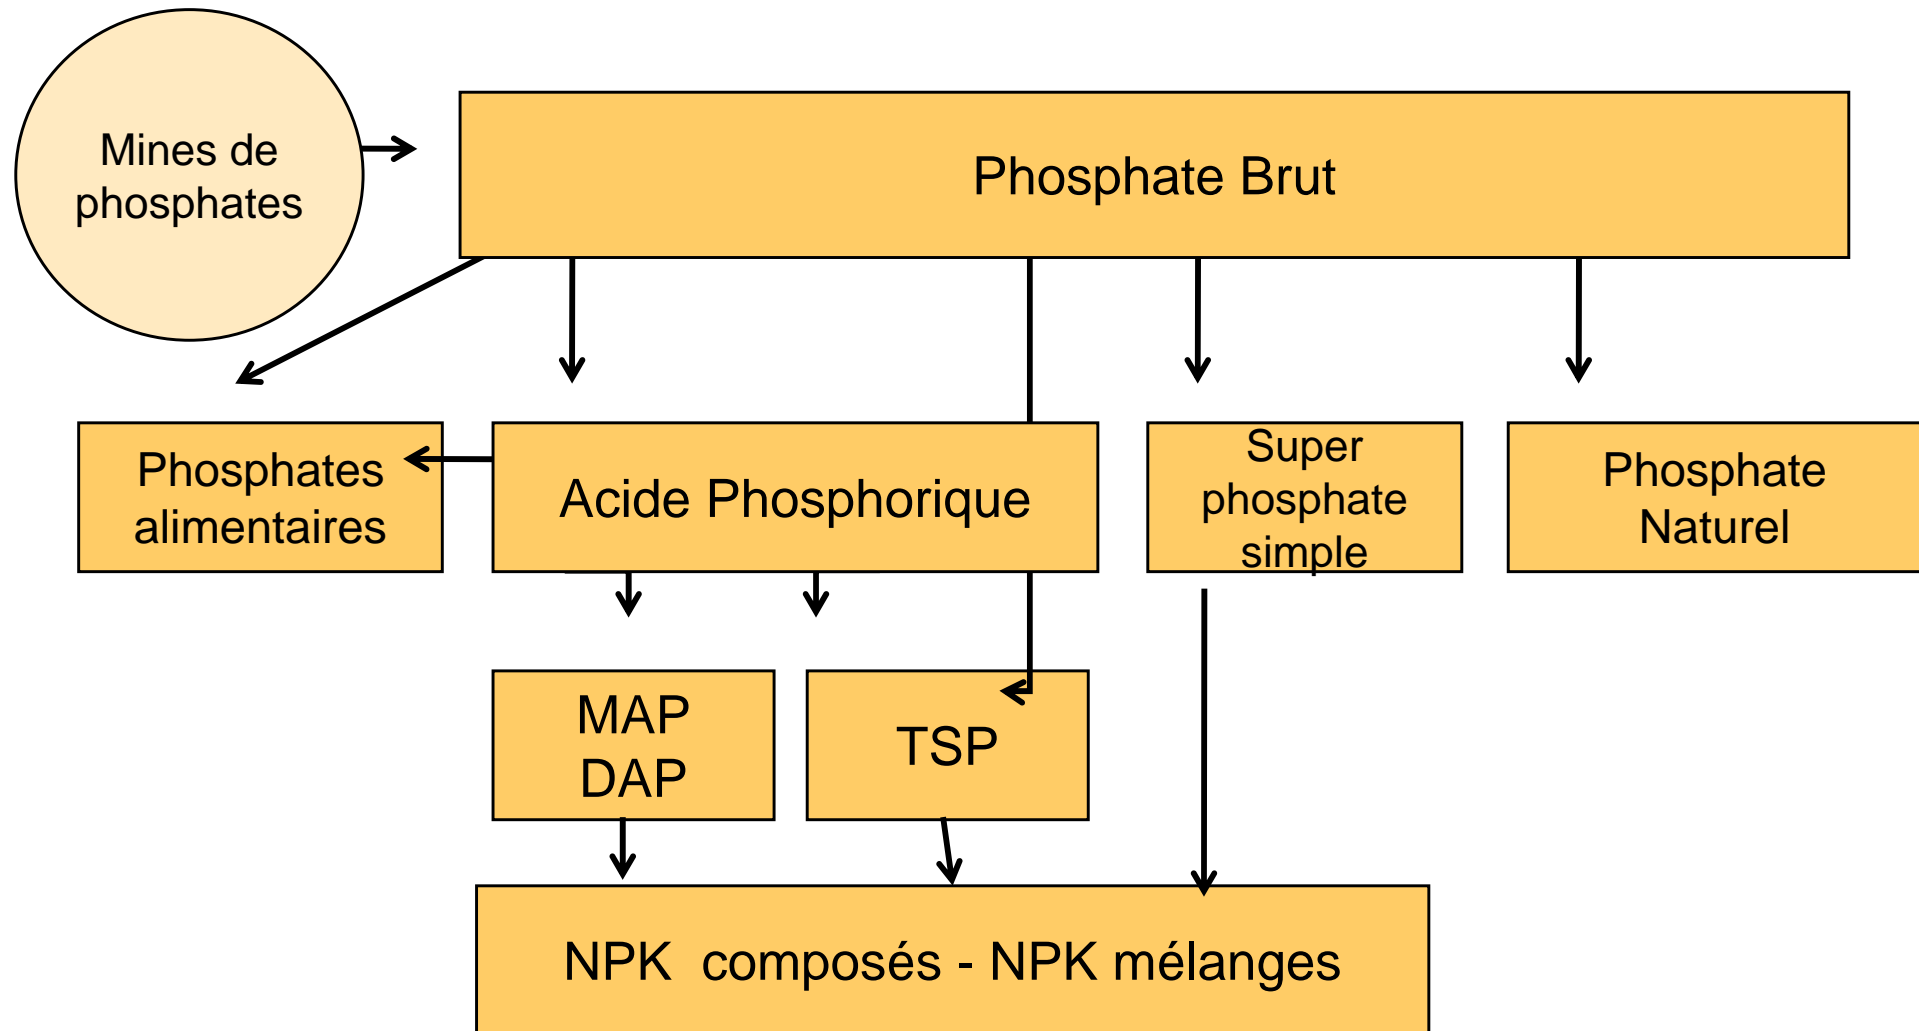 Mines de
phosphates
Phosphate Brut
Phosphates
alimentaires
Acide Phosphorique
Super
phosphate
simple
Phosphate
Naturel
MAP
DAP
TSP
NPK  composés - NPK mélanges